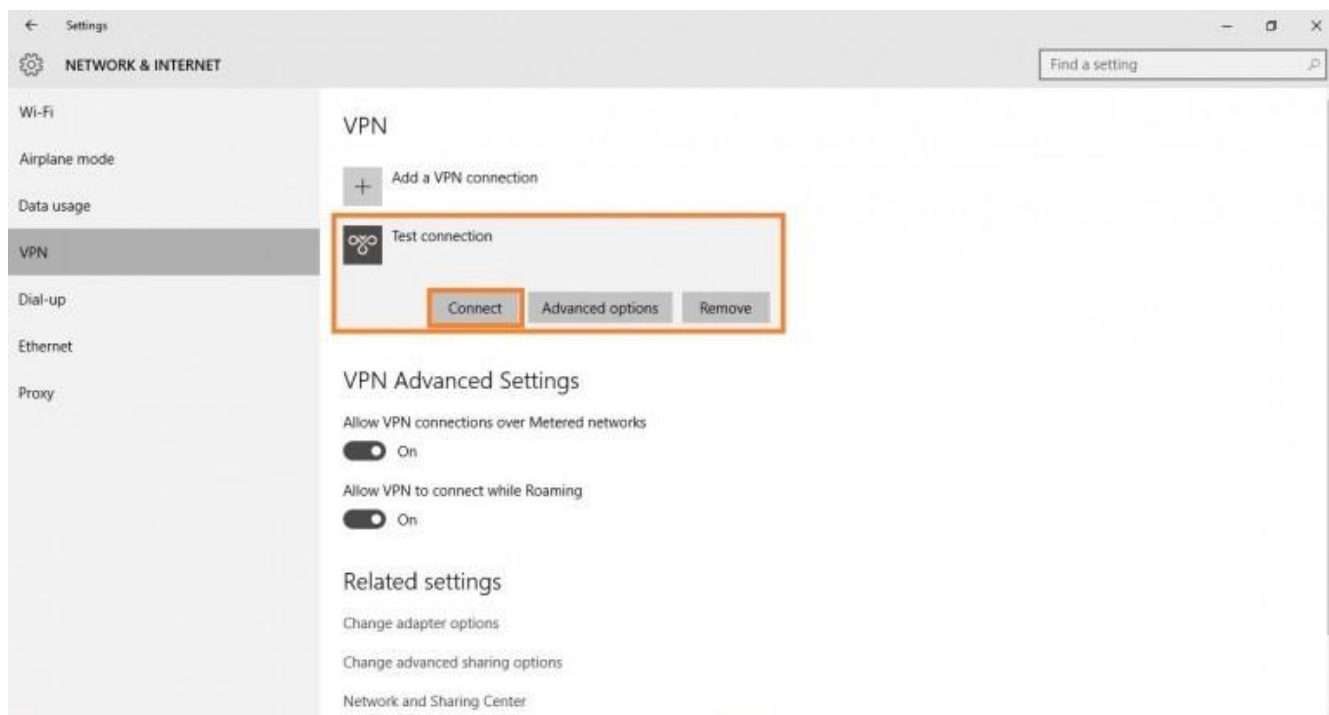 Settings
NETWORK & INTERNET
Find a setting
Wi-Fi
Airplane mode
Data usage
VPN
Dial-up
Ethernet
Proxy
VPN
Add a VPN connection
Test connection
Connect Advanced options Remove
VPN Advanced Settings
Allow VPN connections over Metered networks
On
Allow VPN to connect while Roaming
On
Related settings
Change adapter options
Change advanced sharing options
Network and Sharing Center